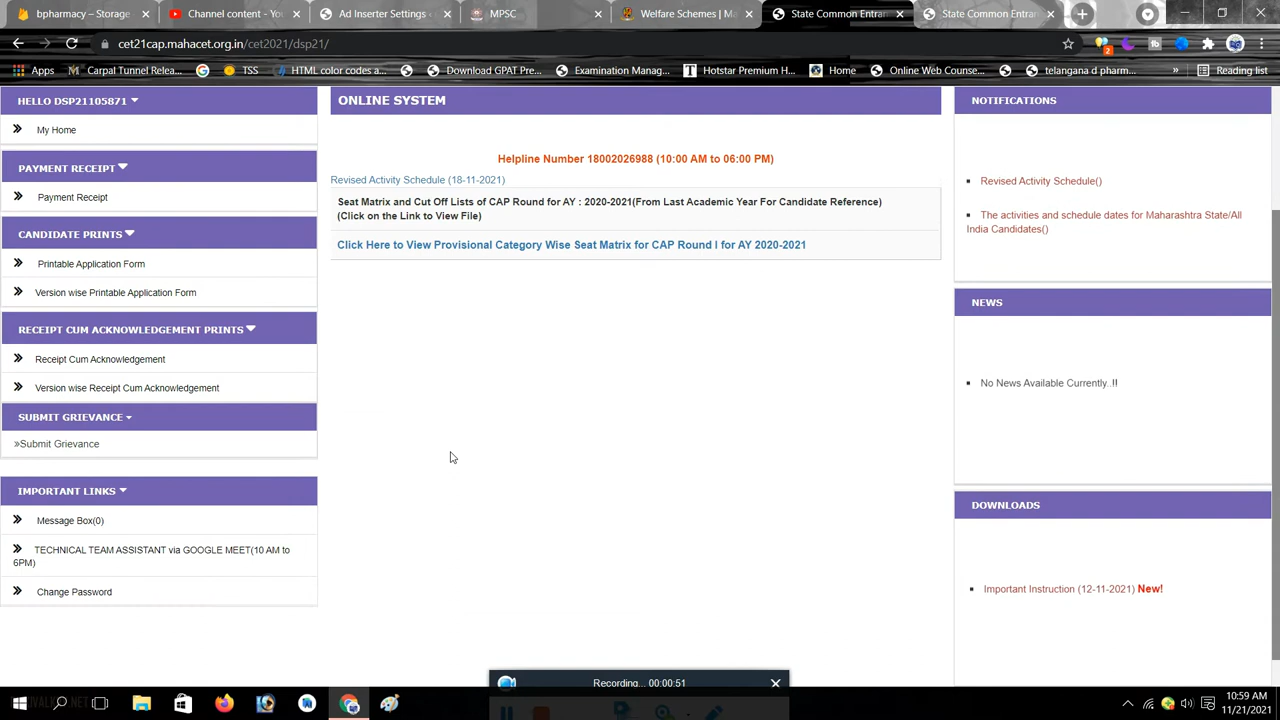 bpharmacy – Storage
Channel content - You
Ad Inserter Settings ‹
MPSC
Welfare Schemes | Ma
State Common Entran
State Common Entran
cet21cap.mahacet.org.in/cet2021/dsp21/
Apps
Carpal Tunnel Relea...
TSS
HTML color codes a...
Download GPAT Pre...
Examination Manag...
Hotstar Premium H...
Home
Online Web Counse...
telangana d pharm...
»
Reading list
HELLO DSP21105871
My Home
PAYMENT RECEIPT
Payment Receipt
CANDIDATE PRINTS
Printable Application Form
Version wise Printable Application Form
RECEIPT CUM ACKNOWLEDGEMENT PRINTS
Receipt Cum Acknowledgement
Version wise Receipt Cum Acknowledgement
SUBMIT GRIEVANCE
»Submit Grievance
IMPORTANT LINKS
Message Box(0)
TECHNICAL TEAM ASSISTANT via GOOGLE MEET(10 AM to
6PM)
Change Password
ONLINE SYSTEM
Helpline Number 18002026988 (10:00 AM to 06:00 PM)
Revised Activity Schedule (18-11-2021)
Seat Matrix and Cut Off Lists of CAP Round for AY : 2020-2021(From Last Academic Year For Candidate Reference)
(Click on the Link to View File)
Click Here to View Provisional Category Wise Seat Matrix for CAP Round I for AY 2020-2021
NOTIFICATIONS
Revised Activity Schedule()
The activities and schedule dates for Maharashtra State/All
India Candidates()
NEWS
No News Available Currently..!!
DOWNLOADS
Important Instruction (12-11-2021) New!
Recording... 00:00:51
10:59 AM
11/21/2021